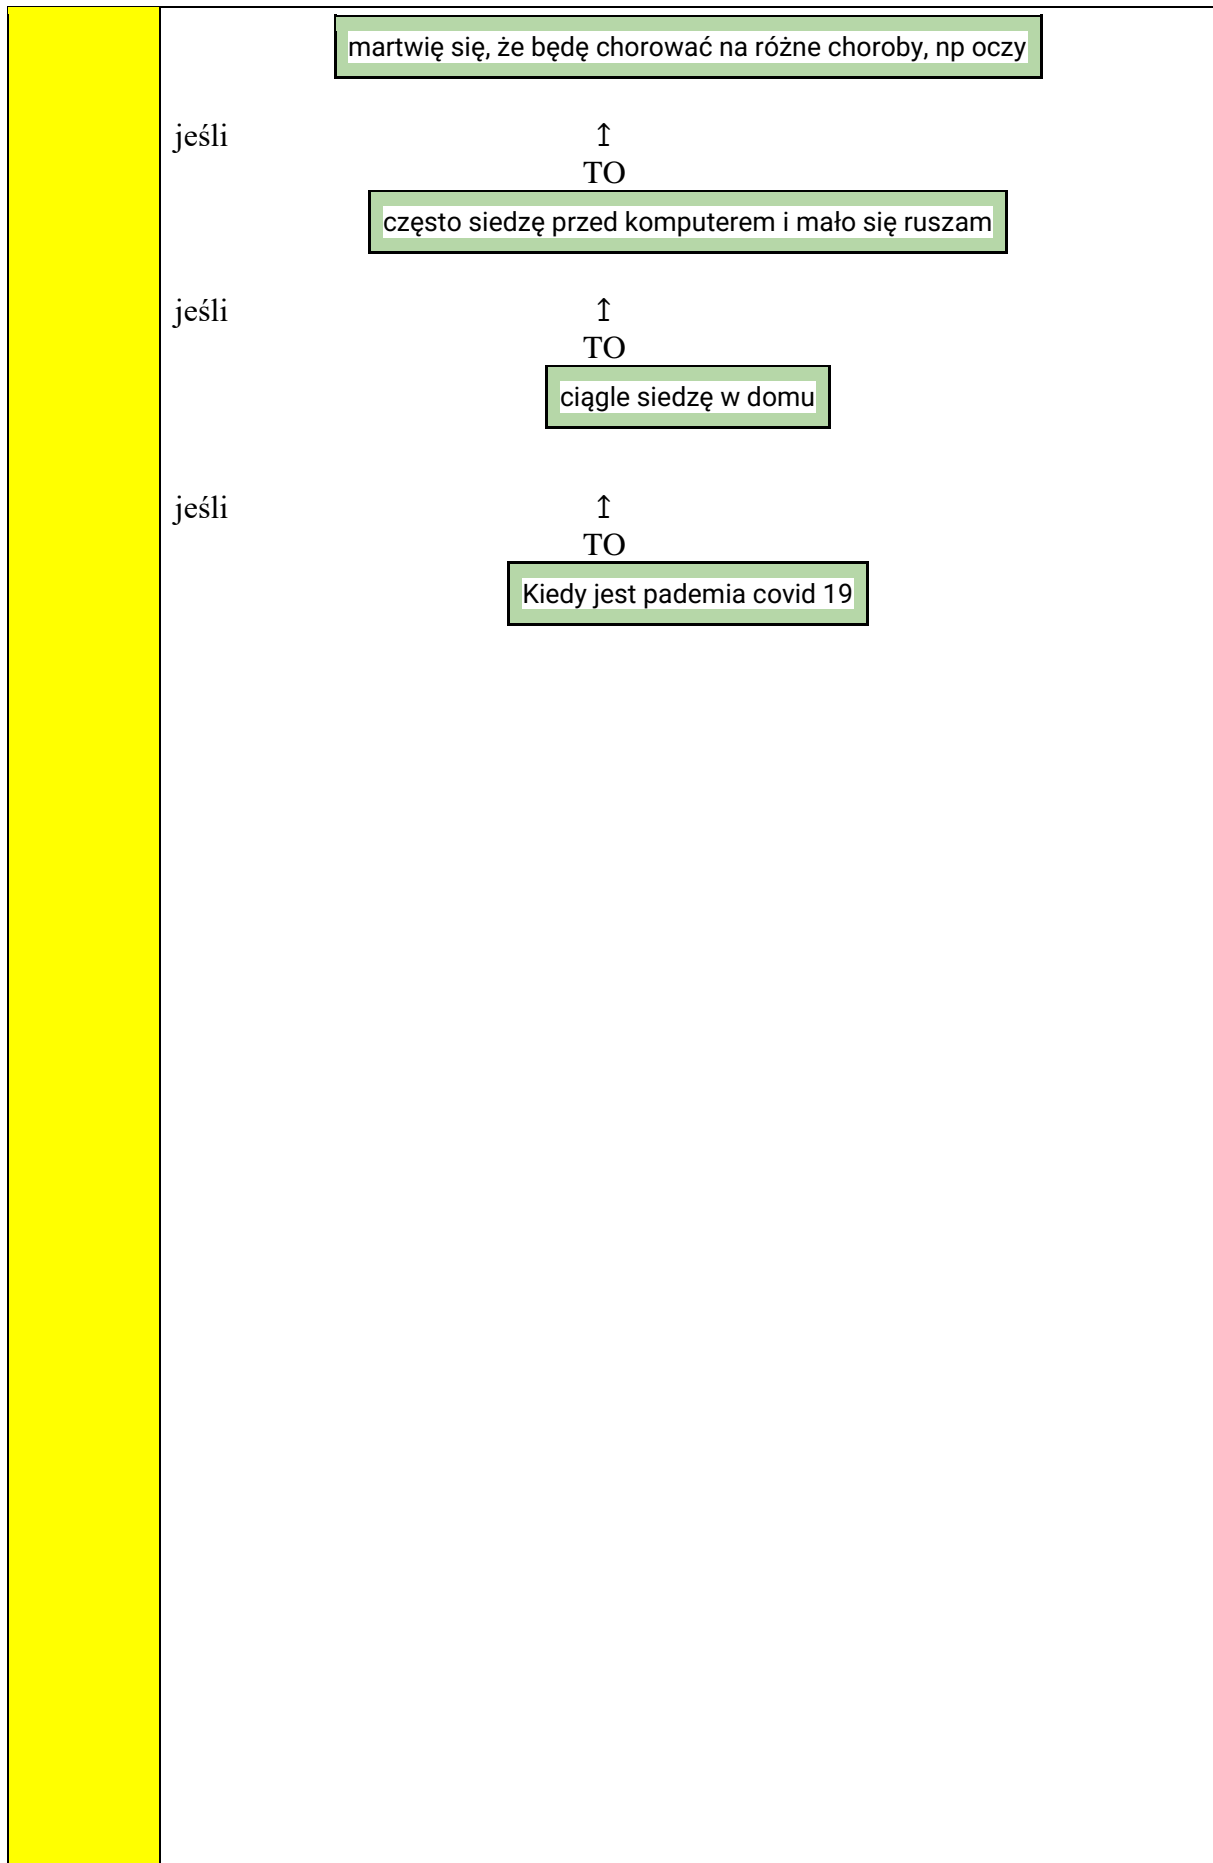 martwię się, że będę chorować na różne choroby, np oczy
jeśli ↥
TO
często siedzę przed komputerem i mało się ruszam
jeśli ↥
TO
ciągle siedzę w domu
jeśli ↥
TO
Kiedy jest pademia covid 19